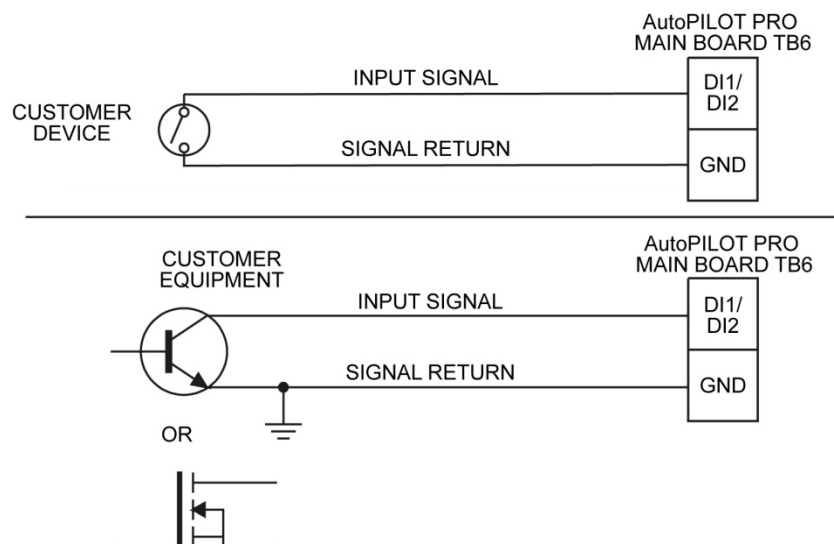 AutoPILOT PRO
MAIN BOARD TB6
INPUT SIGNAL
DI1/
DI2
CUSTOMER
DEVICE
SIGNAL RETURN
GND
AutoPILOT PRO
MAIN BOARD TB6
CUSTOMER
EQUIPMENT
INPUT SIGNAL
DI1/
DI2
SIGNAL RETURN
GND
OR